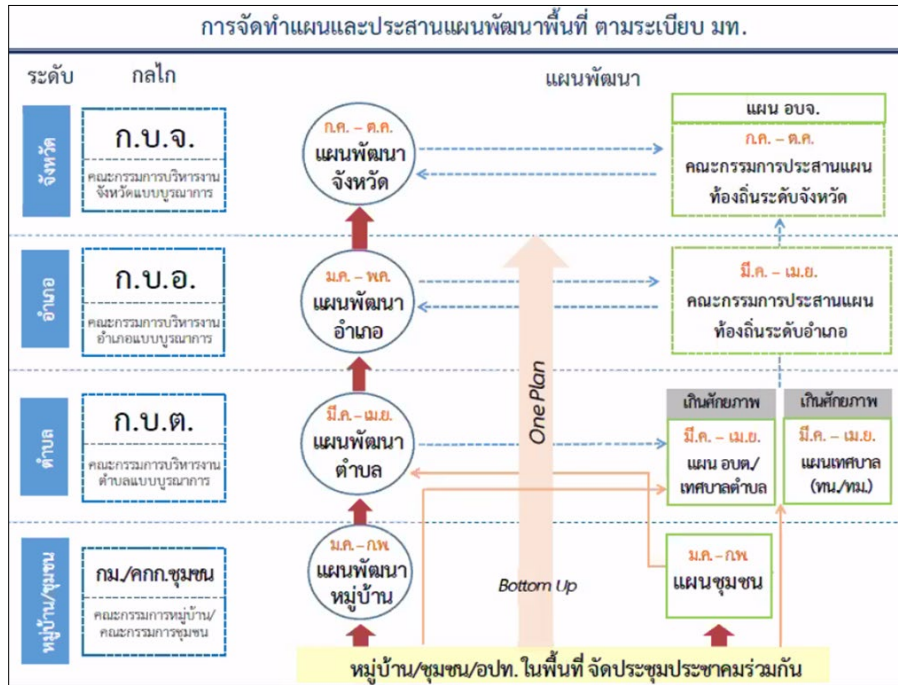 การจัดทำแผนและประสานแผนพัฒนาพื้นที่ ตามระเบียบ มท.
ระดับ
กลไก
แผนพัฒนา
จังหวัด
ก.บ.จ.
คณะกรรมการบริหารงาน
จังหวัดแบบบูรณาการ
ก.ค. – ต.ค.
แผนพัฒนา
จังหวัด
แผน อบจ.
ก.ค. – ต.ค.
คณะกรรมการประสานแผน
ท้องถิ่นระดับจังหวัด
อำเภอ
ก.บ.อ.
คณะกรรมการบริหารงาน
อำเภอแบบบูรณาการ
ม.ค. – พ.ค.
แผนพัฒนา
อำเภอ
มี.ค. – เม.ย.
คณะกรรมการประสานแผน
ท้องถิ่นระดับอำเภอ
One Plan
ตำบล
ก.บ.ต.
คณะกรรมการบริหารงาน
ตำบลแบบบูรณาการ
มี.ค. – เม.ย.
แผนพัฒนา
ตำบล
เกินศักยภาพ
มี.ค. – เม.ย.
แผน อบต./
เทศบาลตำบล
เกินศักยภาพ
มี.ค. – เม.ย.
แผนเทศบาล
(ทน./ทม.)
หมู่บ้าน/ชุมชน
กม./คกก.ชุมชน
คณะกรรมการหมู่บ้าน/
คณะกรรมการชุมชน
ม.ค. – ก.พ.
แผนพัฒนา
หมู่บ้าน
Bottom Up
ม.ค. – ก.พ.
แผนชุมชน
หมู่บ้าน/ชุมชน/อปท. ในพื้นที่ จัดประชุมประชาคมร่วมกัน